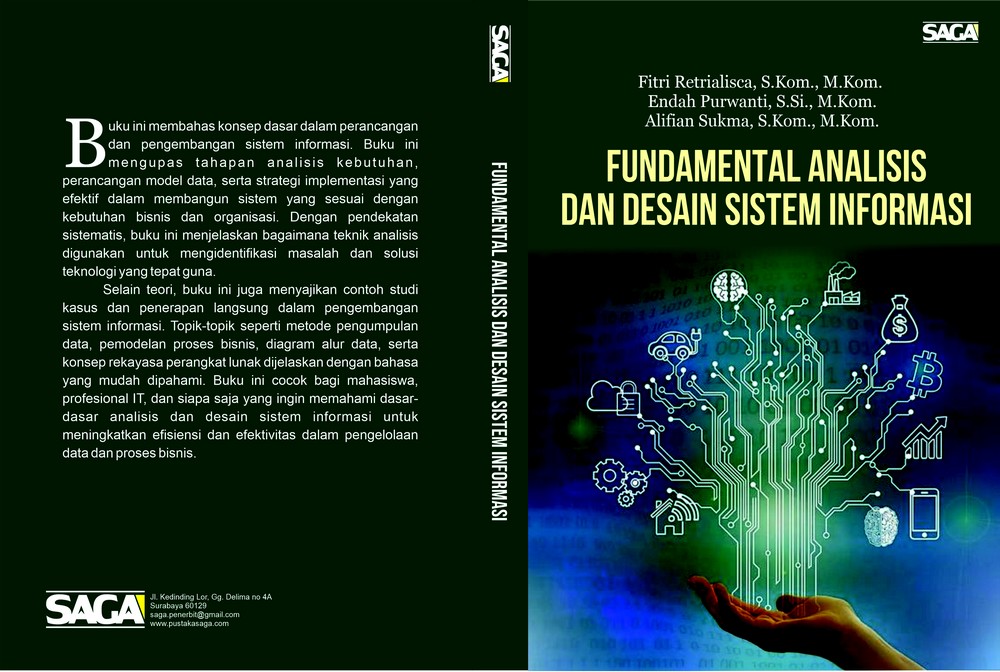 Buku ini membahas konsep dasar dalam perancangan
dan pengembangan sistem informasi. Buku ini
mengupas tahapan analisis kebutuhan,
perancangan model data, serta strategi implementasi yang
efektif dalam membangun sistem yang sesuai dengan
kebutuhan bisnis dan organisasi. Dengan pendekatan
sistematis, buku ini menjelaskan bagaimana teknik analisis
digunakan untuk mengidentifikasi masalah dan solusi
teknologi yang tepat guna.
Selain teori, buku ini juga menyajikan contoh studi
kasus dan penerapan langsung dalam pengembangan
sistem informasi. Topik-topik seperti metode pengumpulan
data, pemodelan proses bisnis, diagram alur data, serta
konsep rekayasa perangkat lunak dijelaskan dengan bahasa
yang mudah dipahami. Buku ini cocok bagi mahasiswa,
profesional IT, dan siapa saja yang ingin memahami dasar-
dasar analisis dan desain sistem informasi untuk
meningkatkan efisiensi dan efektivitas dalam pengelolaan
data dan proses bisnis.
SAGA
Jl. Kedinding Lor, Gg. Delima no 4A
Surabaya 60129
saga.penerbit@gmail.com
www.pustakasaga.com
SAGA
FUNDAMENTAL ANALISIS DAN DESAIN SISTEM INFORMASI
SAGA
Fitri Retrialisca, S.Kom., M.Kom.
Endah Purwanti, S.Si., M.Kom.
Alifian Sukma, S.Kom., M.Kom.
FUNDAMENTAL ANALISIS
DAN DESAIN SISTEM INFORMASI